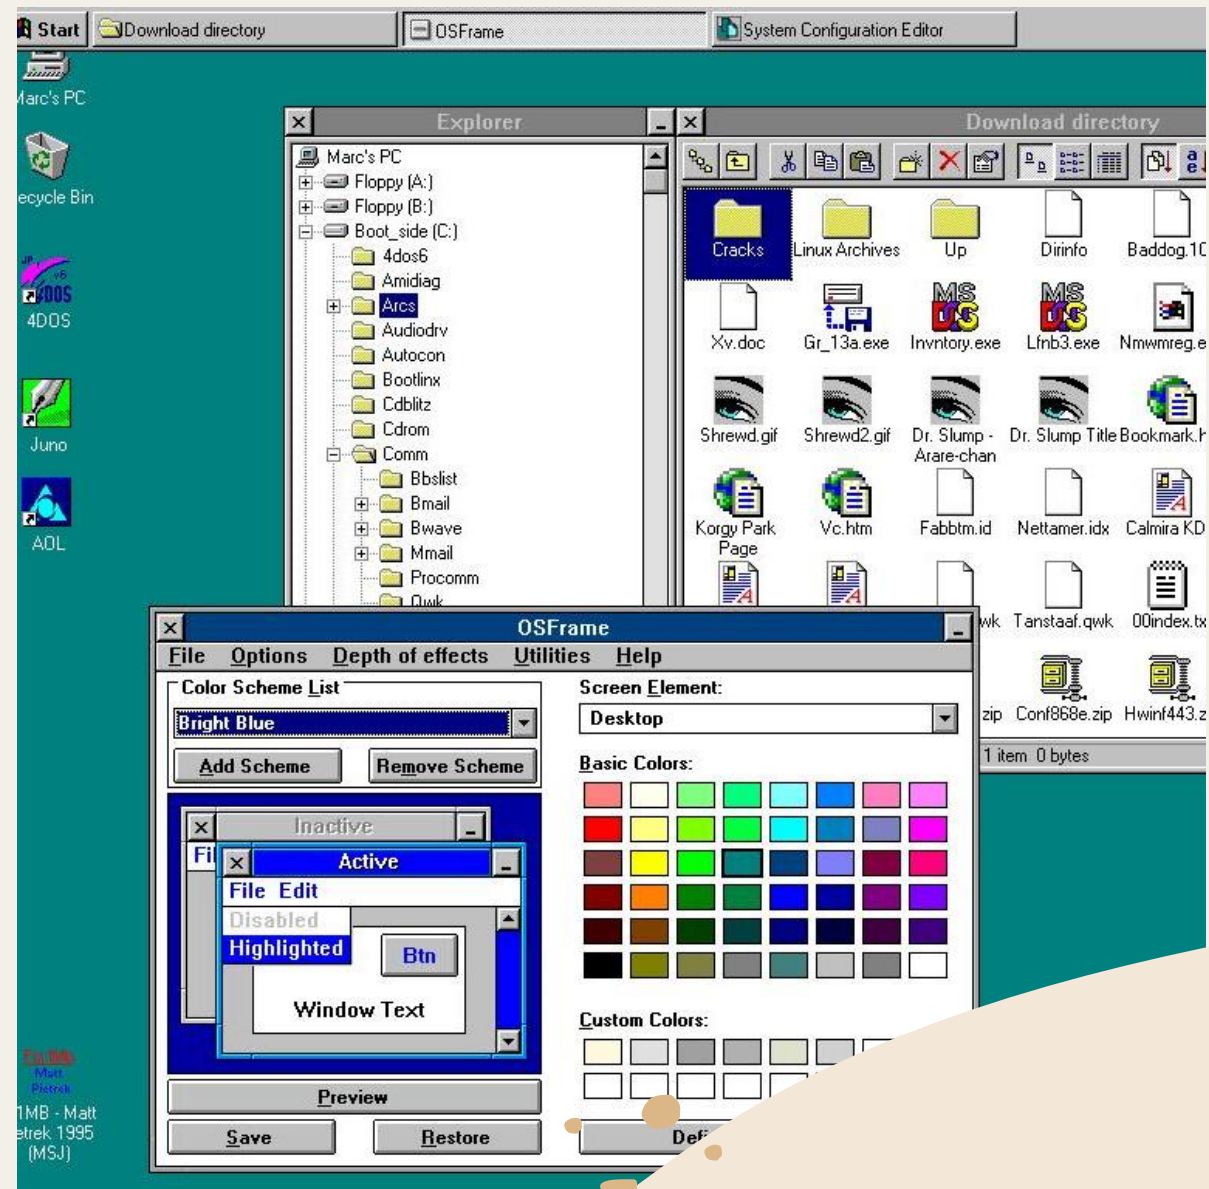 Start
Download directory
OSFrame
System Configuration Editor
Marc's PC
ecycle Bin
4DOS
Juno
AOL
1MB - Matt
etrek 1995
(MSJ)
Explorer
Marc's PC
Floppy (A:)
Floppy (B:)
Boot_side (C:)
4dos6
Amidiag
Arcs
Audiodrv
Autocon
Bootlinx
Cdblitz
Cdrom
Comm
Bbslist
Bmail
Bwave
Mmail
Procomm
Qwk
Download directory
Cracks
Linux Archives
Up
Dirinfo
Baddog.10
Xv.doc
Gr_13a.exe
Invntory.exe
Lfnb3.exe
Nmwmreg.e
Shrewd.gif
Shrewd2.gif
Dr. Slump -
Arare-chan
Dr. Slump Title
Bookmark.h
Korgy Park
Page
Vc.htm
Fabbtm.id
Nettamer.idx
Calmira KD
wk
Tanstaaf.qwk
00index.tx
zip
Conf868e.zip
Hwinf443.z
1 item 0 bytes
OSFrame
File Options Depth of effects Utilities Help
Color Scheme List
Bright Blue
Add Scheme
Remove Scheme
Inactive
Fil
Active
File Edit
Disabled
Highlighted
Btn
Window Text
Preview
Save
Restore
Screen Element:
Desktop
Basic Colors:
Custom Colors:
Defi